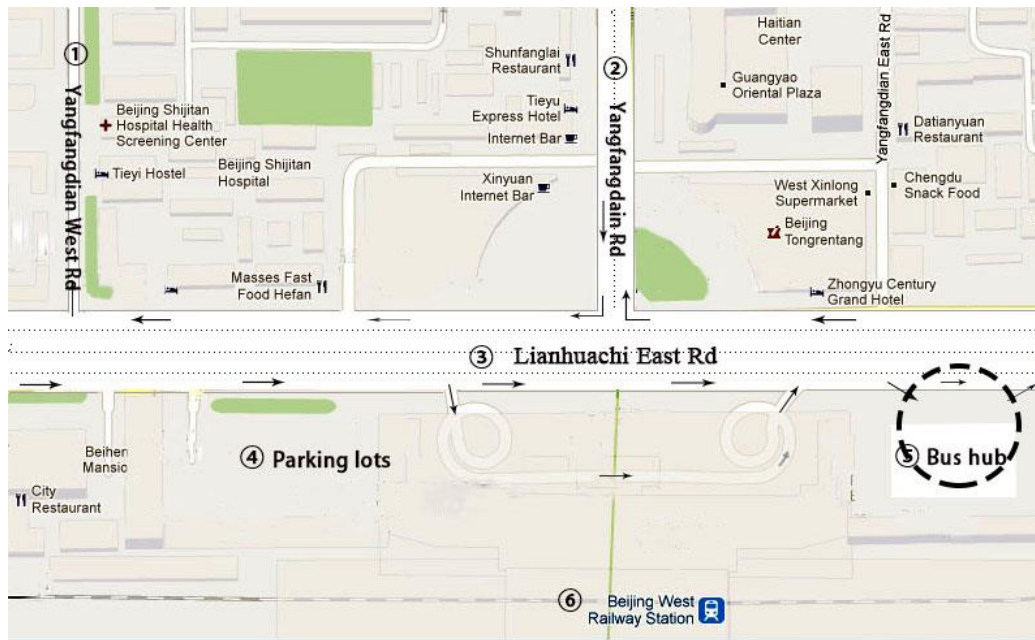 ①
Yangfangdian West Rd
Beijing Shijitan
Hospital Health
Screening Center
Tieyi Hostel
Beijing Shijitan
Hospital
Masses Fast
Food Hefan
Shunfanglai
Restaurant
Tieyu
Express Hotel
Internet Bar
Xinyuan
Internet Bar
②
Yangfangdain Rd
Haitian
Center
Guangyao
Oriental Plaza
Yangfangdian East Rd
Datianyuan
Restaurant
West Xinlong
Supermarket
Chengdu
Snack Food
Beijing
Tongrentang
Zhongyu Century
Grand Hotel
③ Lianhuachi East Rd
Beihen
Mansio
City
Restaurant
④ Parking lots
⑤ Bus hub
⑥ Beijing West
Railway Station